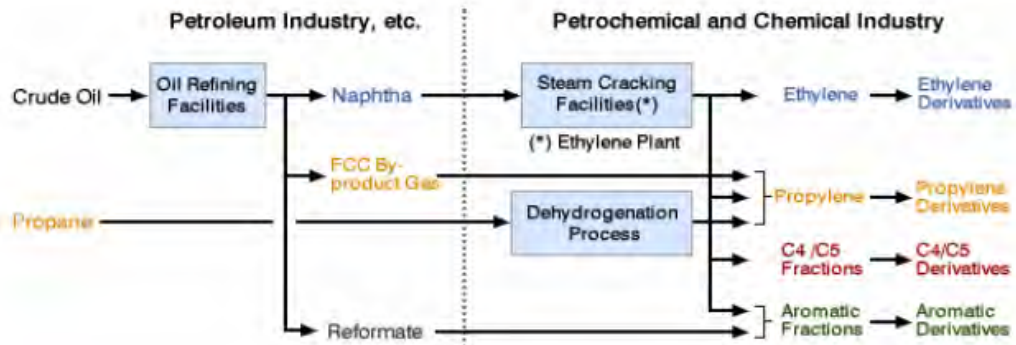 Petroleum Industry, etc.
Petrochemical and Chemical Industry
Crude Oil
Oil Refining
Facilities
Naphtha
Steam Cracking
Facilities(*)
(*) Ethylene Plant
Ethylene
Ethylene
Derivatives
FCC By-
product Gas
Propylene
Propylene
Derivatives
Propane
Dehydrogenation
Process
C4 /C5
Fractions
C4/C5
Derivatives
Reformate
Aromatic
Fractions
Aromatic
Derivatives